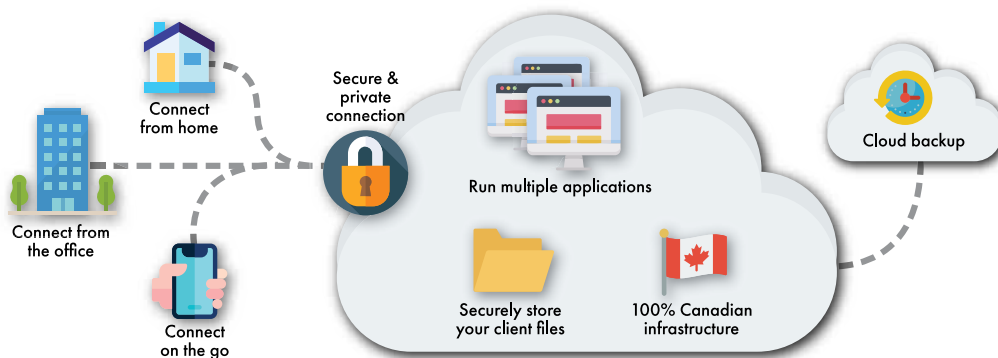 Connect
from home
Connect from
the office
Connect
on the go
Secure &
private
connection
Run multiple applications
Securely store
your client files
100% Canadian
infrastructure
Cloud backup